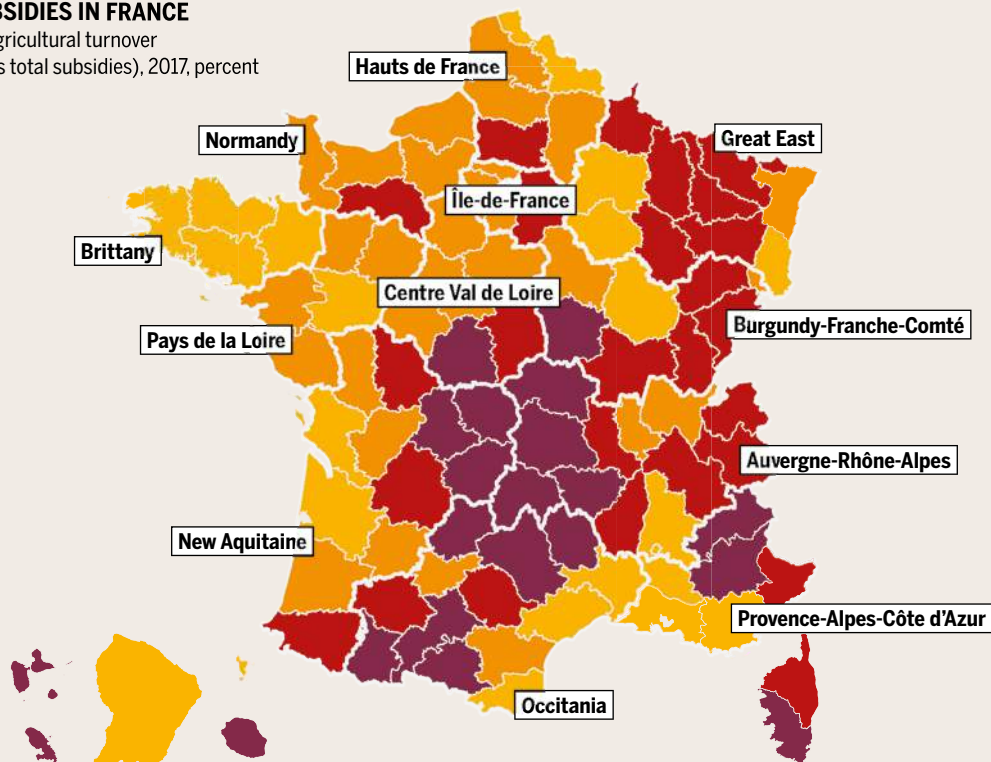 SUBSIDIES IN FRANCE
agricultural turnover
total subsidies), 2017, percent
Hauts de France
Normandy
Great East
Île-de-France
Brittany
Centre Val de Loire
Burgundy-Franche-Comté
Pays de la Loire
Auvergne-Rhône-Alpes
New Aquitaine
Provence-Alpes-Côte d’Azur
Occitania